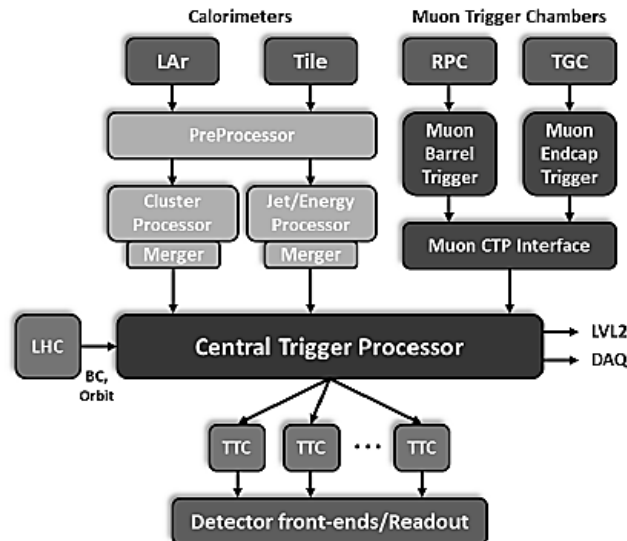 Calorimeters
Muon Trigger Chambers
LAr
Tile
RPC
TGC
PreProcessor
Muon
Barrel
Trigger
Muon
Endcap
Trigger
Cluster
Processor
Merger
Jet/Energy
Processor
Merger
Muon CTP Interface
LHC
BC,
Orbit
Central Trigger Processor
LVL2
DAQ
TTC
TTC
...
TTC
Detector front-ends/Readout